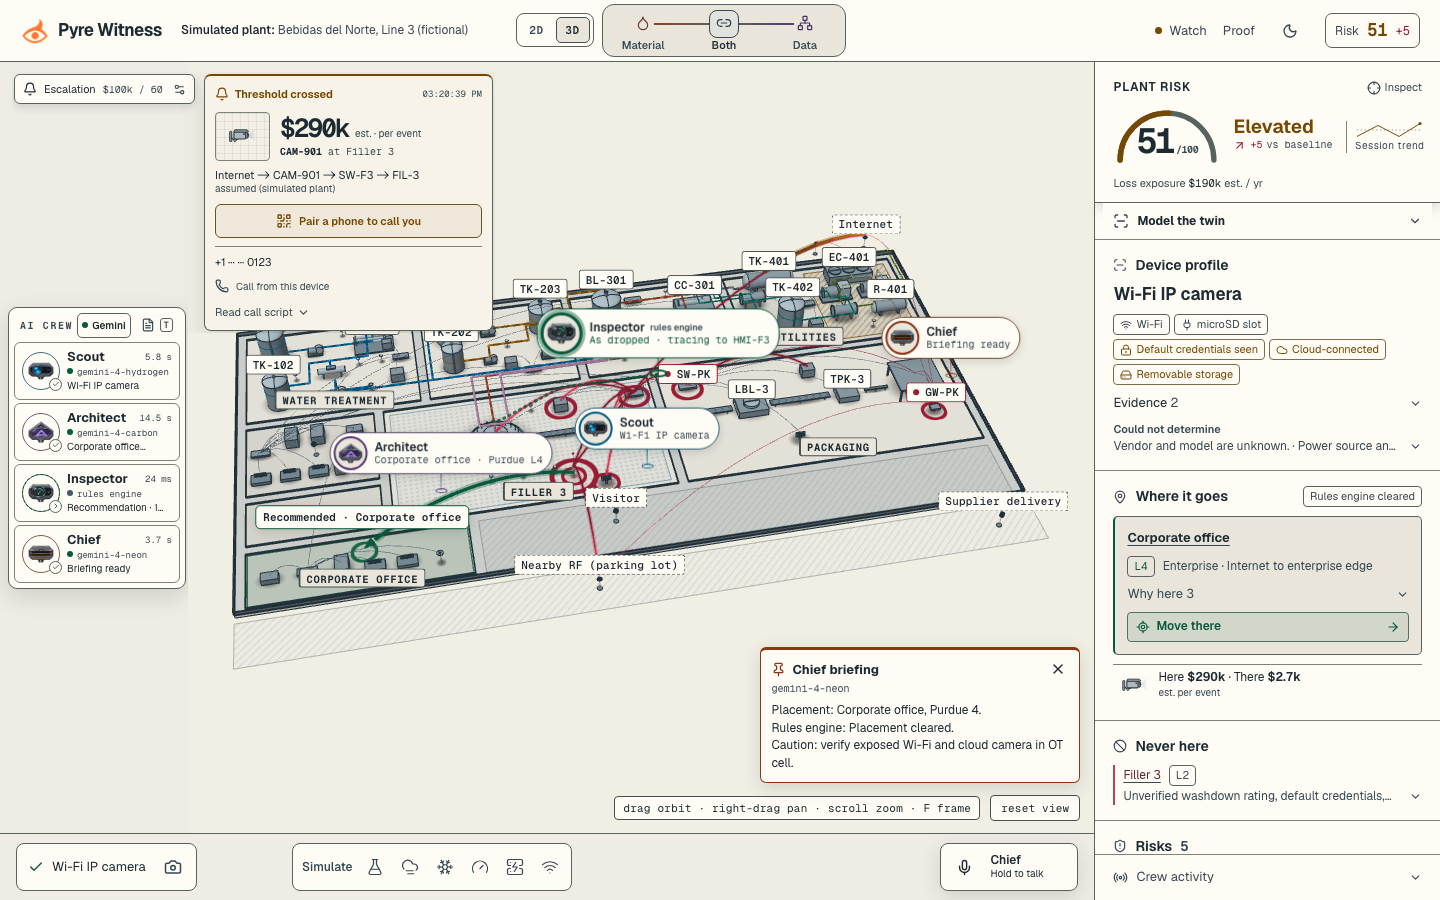 Pyre Witness
Simulated plant: Bebidas del Norte, Line 3 (fictional)
2D 3D
Material Both Data
Watch Proof
Risk 51 +5
Escalation $100k / 60
Threshold crossed 03:20:39 PM
$290k est. · per event
CAM-901 at Filler 3
Internet → CAM-901 → SW-F3 → FIL-3
assumed (simulated plant)
Pair a phone to call you
+1 ··· ··· 0123
Call from this device
Read call script
AI CREW Gemini T
Scout 5.8 s
gemini-4-hydrogen
Wi-Fi IP camera
Architect 14.5 s
gemini-4-carbon
Corporate office…
Inspector 24 ms
rules engine
Recommendation · 1…
Chief 3.7 s
gemini-4-neon
Briefing ready
Internet
TK-401
EC-401
TK-203
BL-301
CC-301
TK-402
R-401
TK-202
Inspector rules engine
As dropped · tracing to HMI-F3
Chief
Briefing ready
TK-102
SW-PK
LBL-3
TPK-3
GW-PK
WATER TREATMENT
Scout
Wi-Fi IP camera
Architect
Corporate office · Purdue L4
PACKAGING
FILLER 3
Visitor
Supplier delivery
Recommended · Corporate office
Nearby RF (parking lot)
CORPORATE OFFICE
Chief briefing
gemini-4-neon
Placement: Corporate office, Purdue 4.
Rules engine: Placement cleared.
Caution: verify exposed Wi-Fi and cloud camera in OT
cell.
drag orbit · right-drag pan · scroll zoom · F frame
reset view
Wi-Fi IP camera
Simulate
Chief
Hold to talk
PLANT RISK
Inspect
51 /100
Elevated
+5 vs baseline
Session trend
Loss exposure $190k est. / yr
Model the twin
Device profile
Wi-Fi IP camera
Wi-Fi microSD slot
Default credentials seen Cloud-connected
Removable storage
Evidence 2
Could not determine
Vendor and model are unknown. · Power source an…
Where it goes
Rules engine cleared
Corporate office
L4 Enterprise · Internet to enterprise edge
Why here 3
Move there
Here $290k · There $2.7k
est. per event
Never here
Filler 3 L2
Unverified washdown rating, default credentials,…
Risks 5
Crew activity